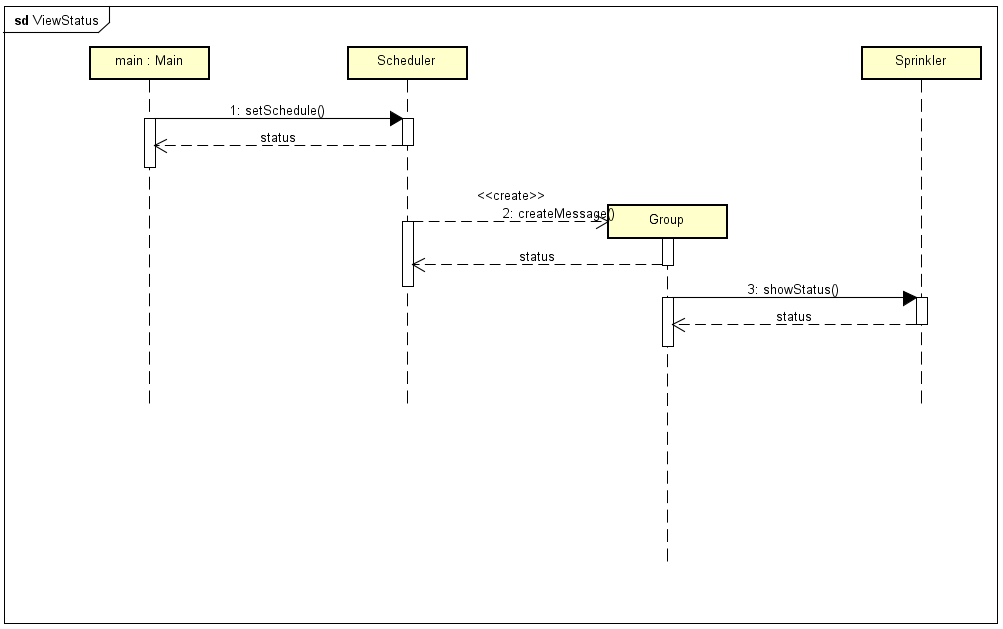 sd ViewStatus
main : Main
Scheduler
Sprinkler
1: setSchedule()
status
<<create>>
2: createMessage()
Group
status
3: showStatus()
status